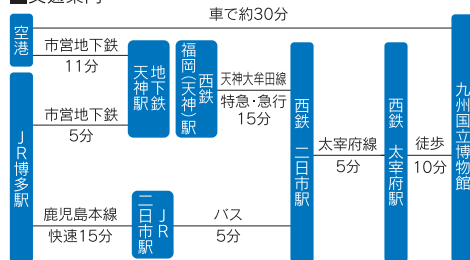 ■交通案内
車で約30分
空港
市営地下鉄
11分
JR博多駅
市営地下鉄
5分
地下鉄
天神駅
西鉄
福岡(天神)駅
天神大牟田線
特急・急行
15分
鹿児島本線
快速15分
JR
二日市駅
バス
5分
西鉄 二日市駅
太宰府線
5分
西鉄 太宰府駅
徒歩
10分
九州国立博物館